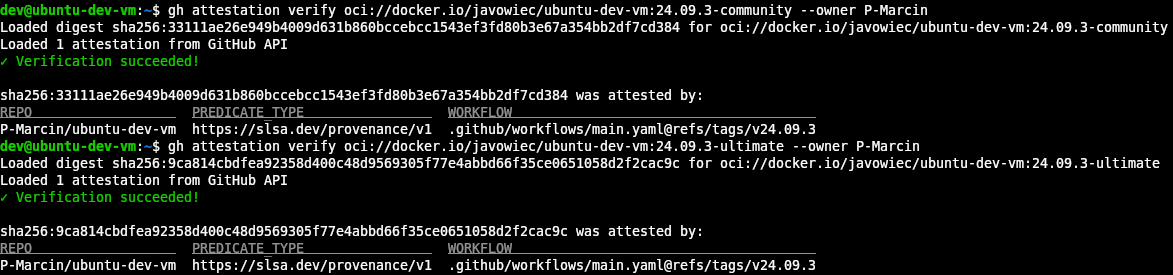 dev@ubuntu-dev-vm:~$ gh attestation verify oci://docker.io/javowiec/ubuntu-dev-vm:24.09.3-community --owner P-Marcin
Loaded digest sha256:33111ae26e949b4009d631b860bccebcc1543ef3fd80b3e67a354bb2df7cd384 for oci://docker.io/javowiec/ubuntu-dev-vm:24.09.3-community
Loaded 1 attestation from GitHub API
✓ Verification succeeded!
sha256:33111ae26e949b4009d631b860bccebcc1543ef3fd80b3e67a354bb2df7cd384 was attested by:
REPO PREDICATE_TYPE WORKFLOW
P-Marcin/ubuntu-dev-vm https://slsa.dev/provenance/v1 .github/workflows/main.yaml@refs/tags/v24.09.3
dev@ubuntu-dev-vm:~$ gh attestation verify oci://docker.io/javowiec/ubuntu-dev-vm:24.09.3-ultimate --owner P-Marcin
Loaded digest sha256:9ca814cbdfea92358d400c48d9569305f77e4abbd66f35ce0651058d2f2cac9c for oci://docker.io/javowiec/ubuntu-dev-vm:24.09.3-ultimate
Loaded 1 attestation from GitHub API
✓ Verification succeeded!
sha256:9ca814cbdfea92358d400c48d9569305f77e4abbd66f35ce0651058d2f2cac9c was attested by:
REPO PREDICATE_TYPE WORKFLOW
P-Marcin/ubuntu-dev-vm https://slsa.dev/provenance/v1 .github/workflows/main.yaml@refs/tags/v24.09.3